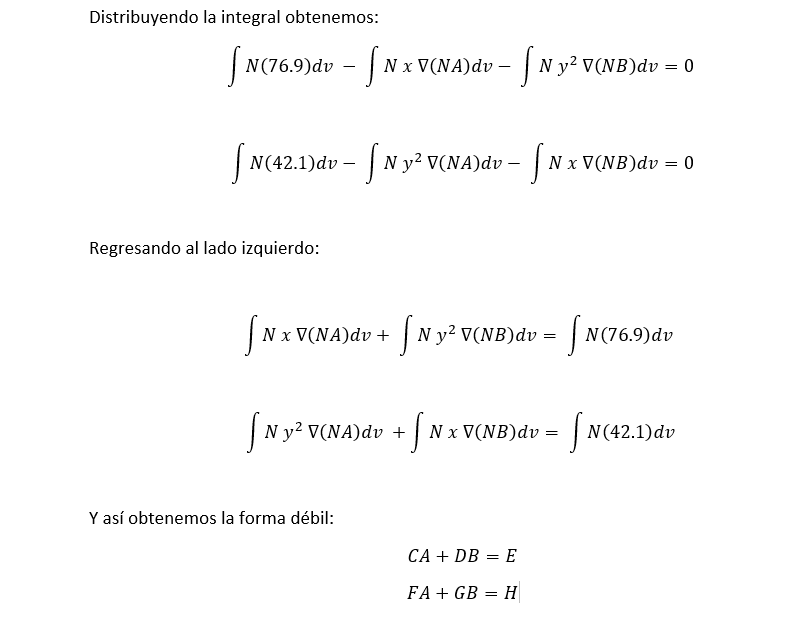 Distribuyendo la integral obtenemos:
∫ N(76.9)dv − ∫ N x ∇(NA)dv − ∫ N y² ∇(NB)dv = 0
∫ N(42.1)dv − ∫ N y² ∇(NA)dv − ∫ N x ∇(NB)dv = 0
Regresando al lado izquierdo:
∫ N x ∇(NA)dv + ∫ N y² ∇(NB)dv = ∫ N(76.9)dv
∫ N y² ∇(NA)dv + ∫ N x ∇(NB)dv = ∫ N(42.1)dv
Y así obtenemos la forma débil:
CA + DB = E
FA + GB = H